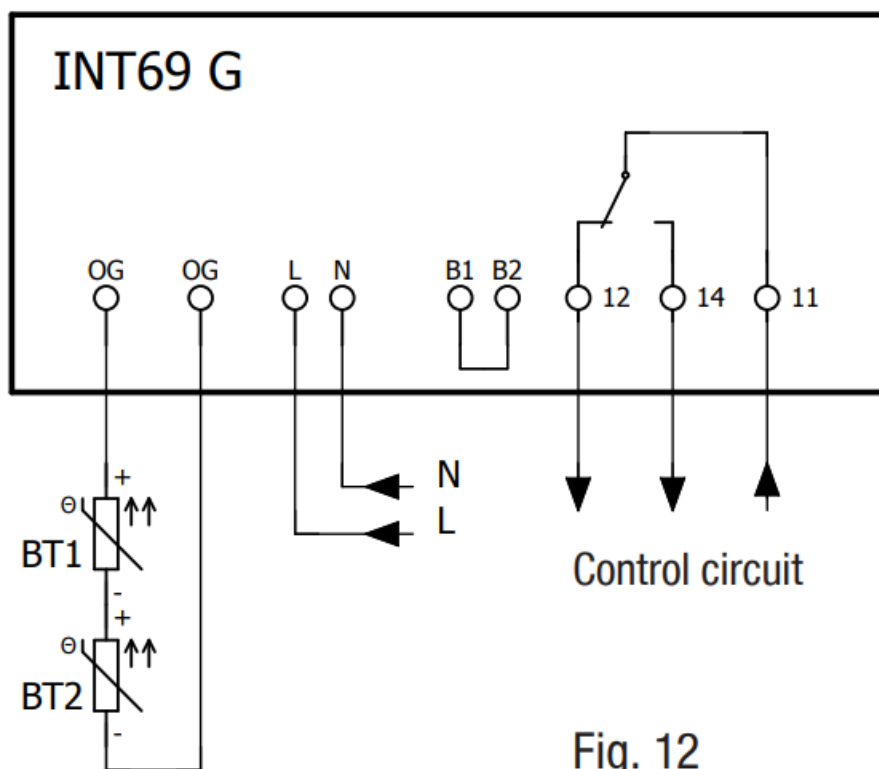 INT69 G
OG OG L N B1 B2
12 14 11
+
N
Θ
L
BT1
Control circuit
-
+
Θ
BT2
-
Fig. 12